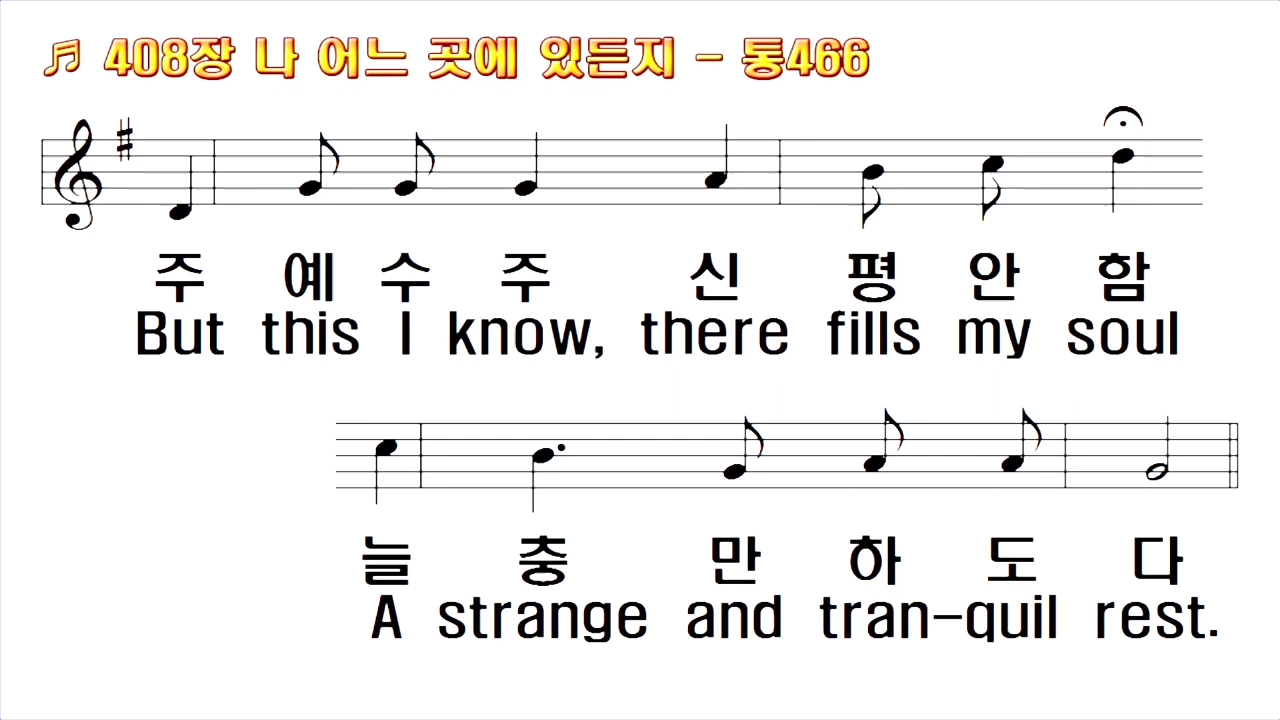 408장 나 어느 곳에 있든지 - 통466
주 예 수 주 신 평 안 함
But this I know, there fills my soul
늘 충 만 하 도 다
A strange and tran-quil rest.